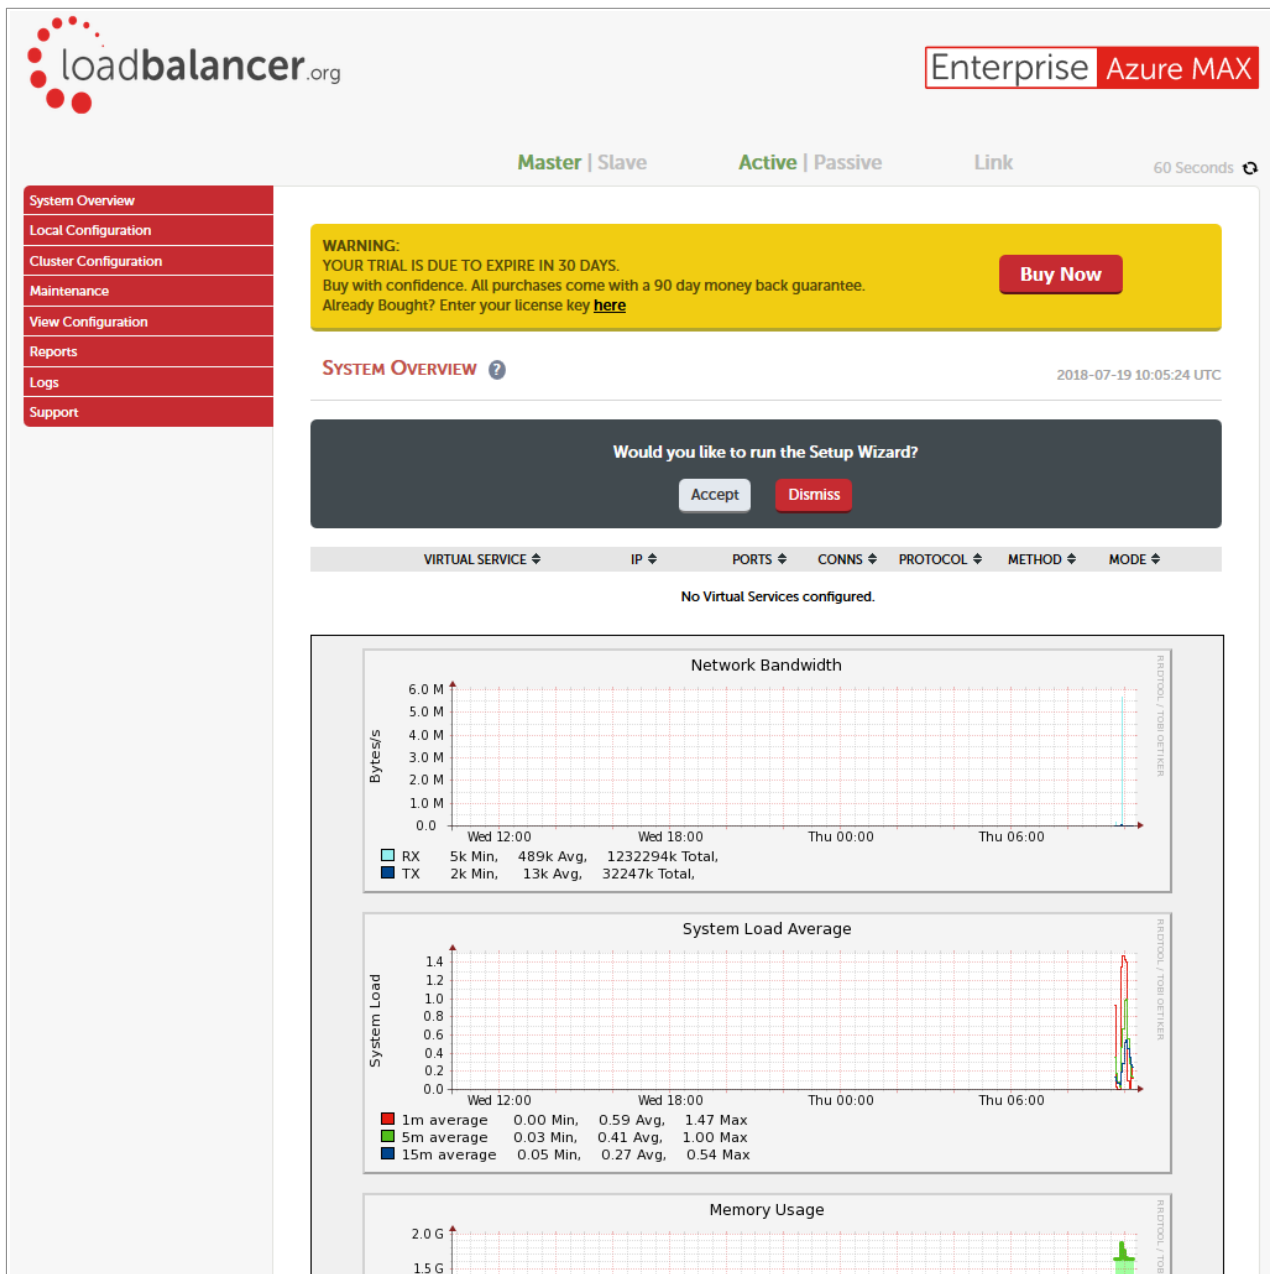 loadbalancer.org
Enterprise Azure MAX
Master | Slave Active | Passive Link 60 Seconds
System Overview
Local Configuration
Cluster Configuration
Maintenance
View Configuration
Reports
Logs
Support
WARNING:
YOUR TRIAL IS DUE TO EXPIRE IN 30 DAYS.
Buy with confidence. All purchases come with a 90 day money back guarantee.
Already Bought? Enter your license key here
Buy Now
SYSTEM OVERVIEW ?
2018-07-19 10:05:24 UTC
Would you like to run the Setup Wizard?
Accept Dismiss
VIRTUAL SERVICE IP PORTS CONNS PROTOCOL METHOD MODE
No Virtual Services configured.
Network Bandwidth
RRDTOOL / TOBI OETIKER
Bytes/s
6.0 M
5.0 M
4.0 M
3.0 M
2.0 M
1.0 M
0.0
Wed 12:00 Wed 18:00 Thu 00:00 Thu 06:00
RX 5k Min, 489k Avg, 1232294k Total,
TX 2k Min, 13k Avg, 32247k Total,
System Load Average
RRDTOOL / TOBI OETIKER
System Load
1.4
1.2
1.0
0.8
0.6
0.4
0.2
0.0
Wed 12:00 Wed 18:00 Thu 00:00 Thu 06:00
1m average 0.00 Min, 0.59 Avg, 1.47 Max
5m average 0.03 Min, 0.41 Avg, 1.00 Max
15m average 0.05 Min, 0.27 Avg, 0.54 Max
Memory Usage
RRDTOOL / TOB
2.0 G
1.5 G